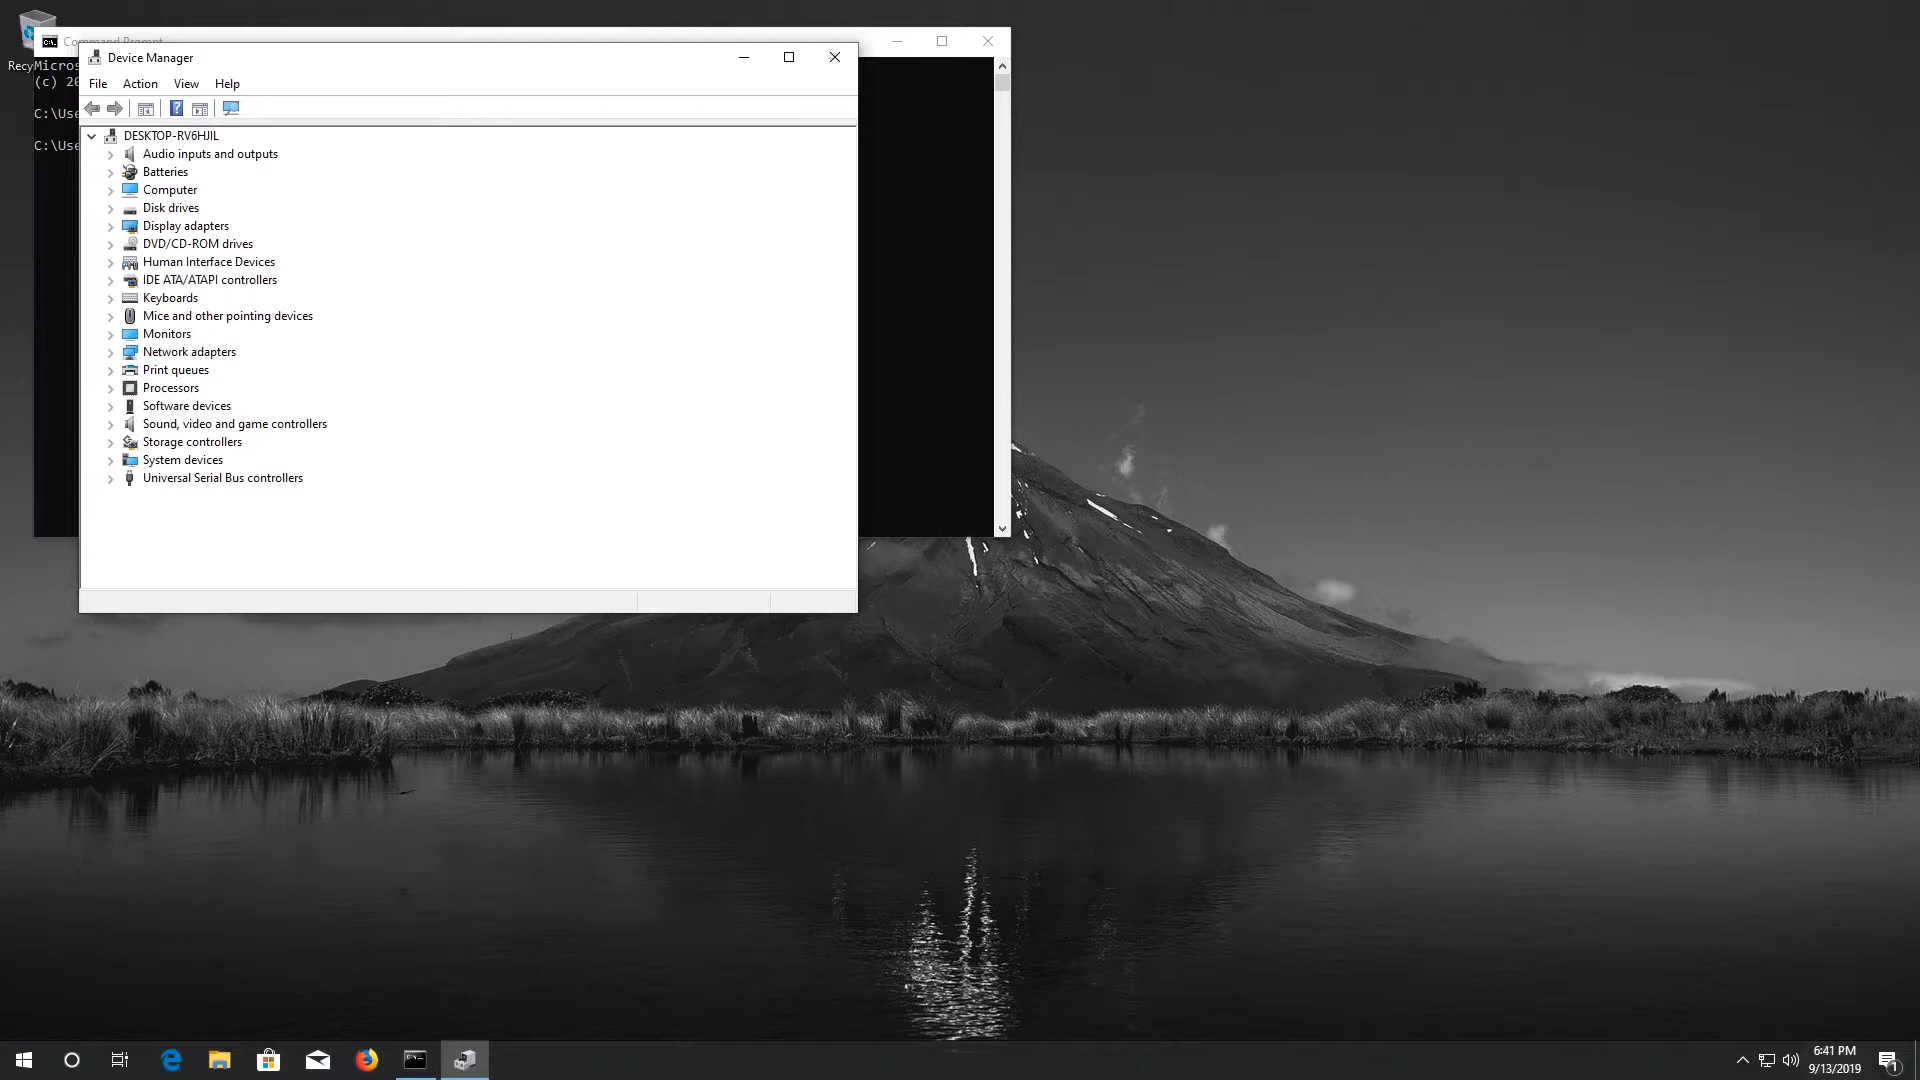 Command Prompt
Device Manager
File Action View Help
Recy
Micros
(c) 20
C:\Use
C:\Use
DESKTOP-RV6HJIL
Audio inputs and outputs
Batteries
Computer
Disk drives
Display adapters
DVD/CD-ROM drives
Human Interface Devices
IDE ATA/ATAPI controllers
Keyboards
Mice and other pointing devices
Monitors
Network adapters
Print queues
Processors
Software devices
Sound, video and game controllers
Storage controllers
System devices
Universal Serial Bus controllers
6:41 PM
9/13/2019
1